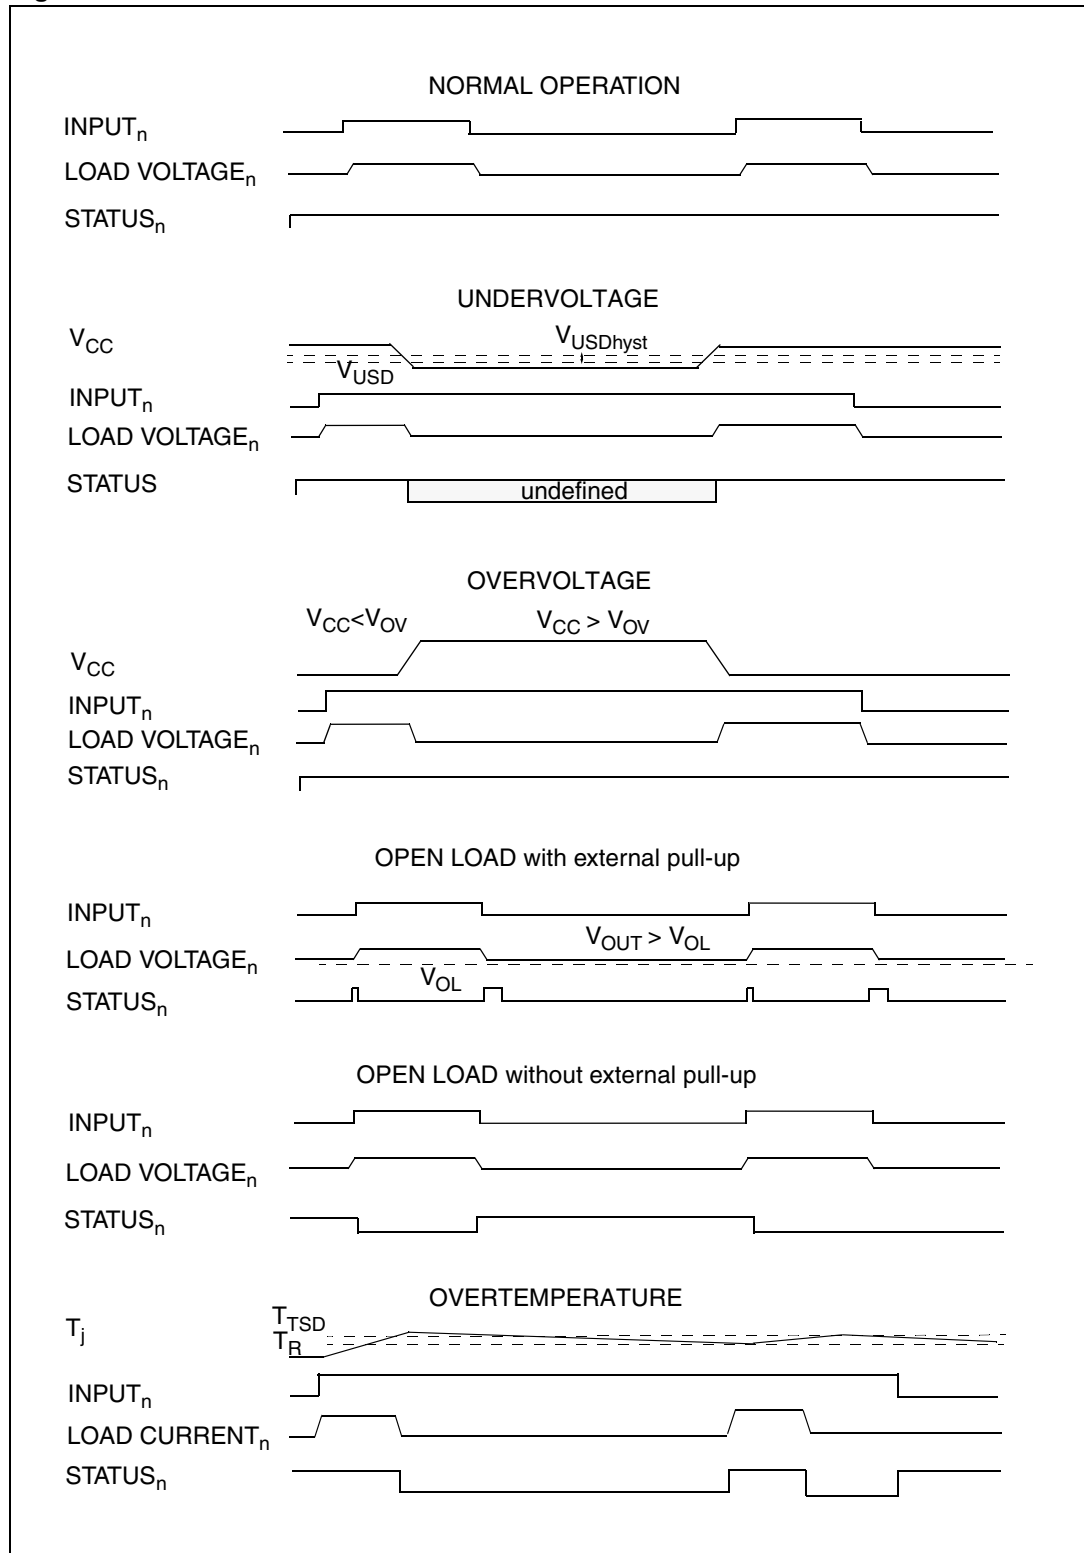 NORMAL OPERATION
INPUTn
LOAD VOLTAGEn
STATUSn
UNDERVOLTAGE
VCC
VUSDhyst
VUSD
INPUTn
LOAD VOLTAGEn
STATUS
undefined
OVERVOLTAGE
VCC<VOV
VCC > VOV
VCC
INPUTn
LOAD VOLTAGEn
STATUSn
OPEN LOAD with external pull-up
INPUTn
VOUT > VOL
LOAD VOLTAGEn
VOL
STATUSn
OPEN LOAD without external pull-up
INPUTn
LOAD VOLTAGEn
STATUSn
OVERTEMPERATURE
Tj
TTSD
TR
INPUTn
LOAD CURRENTn
STATUSn